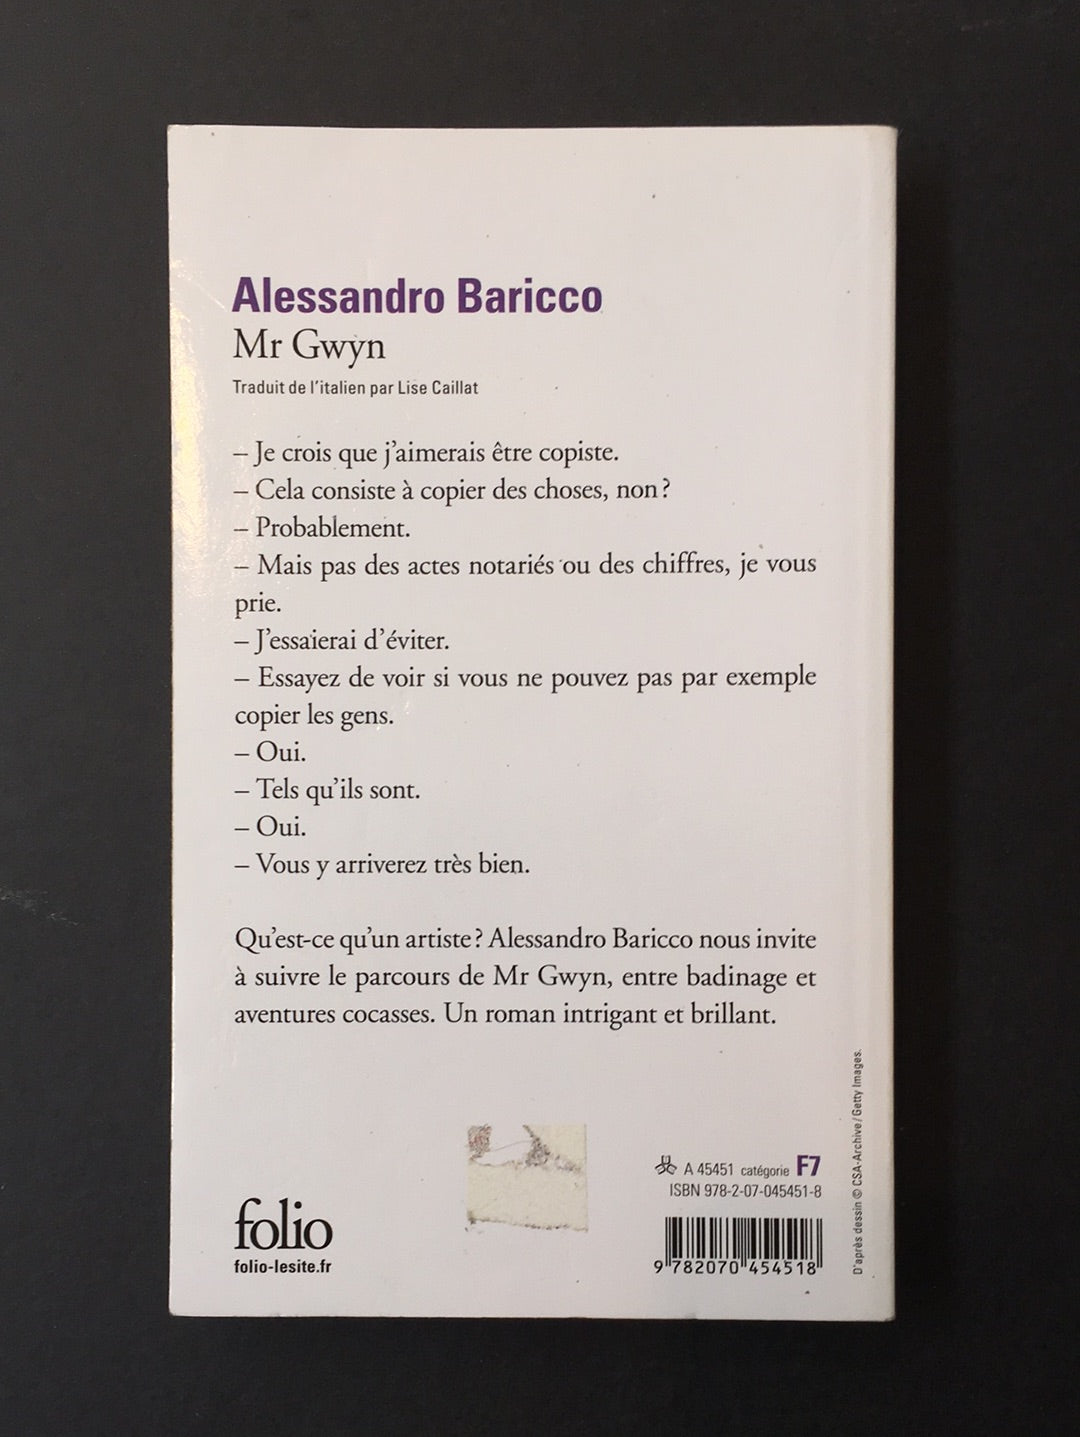 Alessandro Baricco
Mr Gwyn
Traduit de l'italien par Lise Caillat
– Je crois que j'aimerais être copiste.
– Cela consiste à copier des choses, non ?
– Probablement.
– Mais pas des actes notariés ou des chiffres, je vous
prie.
– J'essaierai d'éviter.
– Essayez de voir si vous ne pouvez pas par exemple
copier les gens.
– Oui.
– Tels qu'ils sont.
– Oui.
– Vous y arriverez très bien.
Qu'est-ce qu'un artiste ? Alessandro Baricco nous invite
à suivre le parcours de Mr Gwyn, entre badinage et
aventures cocasses. Un roman intrigant et brillant.
folio
folio-lesite.fr
A 45451 catégorie F7
ISBN 978-2-07-045451-8
9 782070 454518
D'après dessin © CSA-Archive / Getty Images.